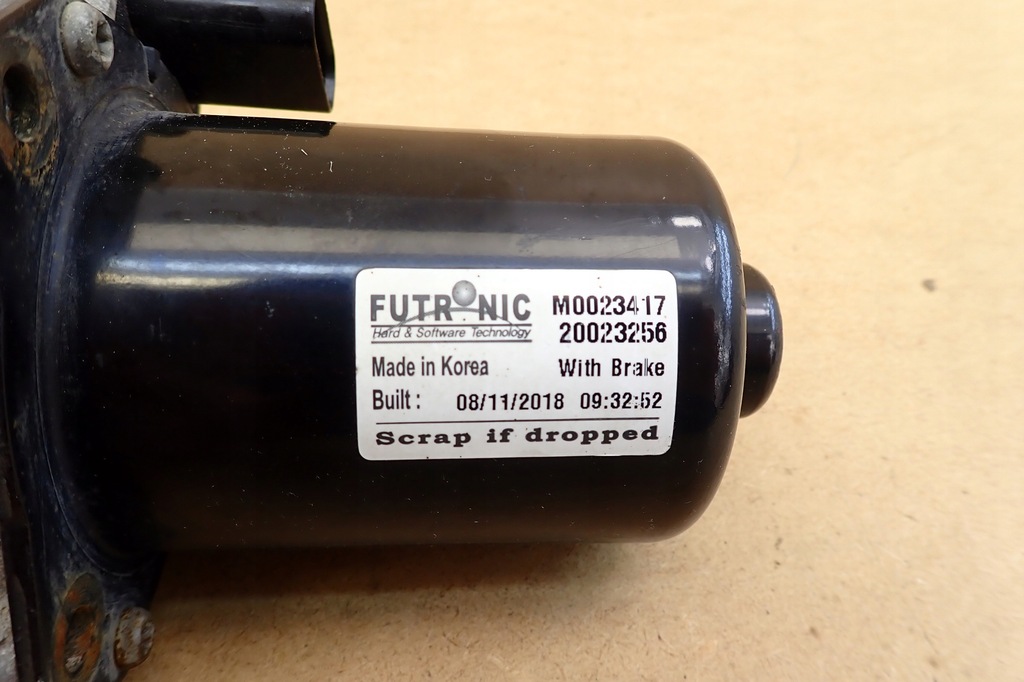 FUTRONIC M0023417
Hard & Software Technology 20023256
Made in Korea With Brake
Built : 08/11/2018 09:32:52
Scrap if dropped